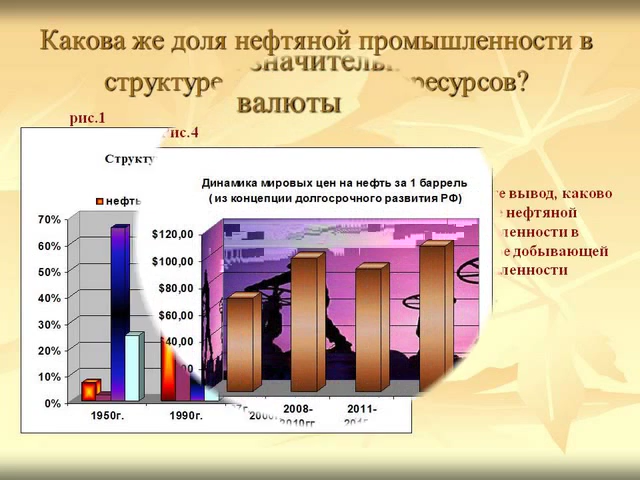 Какова же доля нефтяной промышленности в
структуре ресурсов?
валюты
рис.1
ис.4
Структу
Динамика мировых цен на нефть за 1 баррель
( из концепции долгосрочного развития РФ)
нефть
е вывод, каково
нефтяной
ленности в
е добывающей
ленности
70%
60%
50%
40%
30%
20%
10%
0%
$120,00
$100,00
$80,00
$60,00
$40,00
1950г.
1990г.
2008-
2010гг
2011-